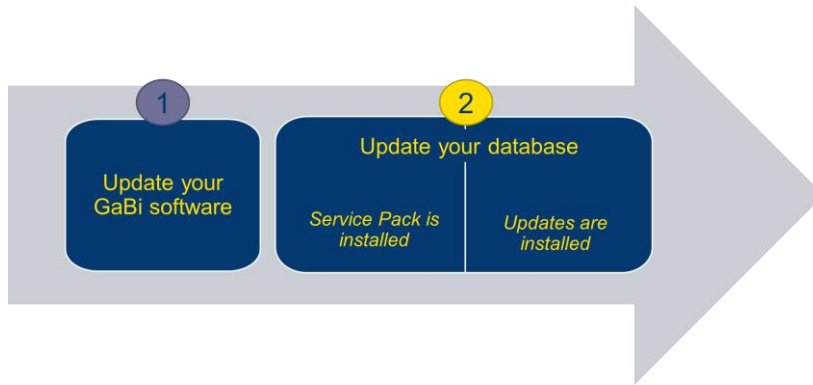 1
2
Update your
GaBi software
Update your database
Service Pack is
installed
Updates are
installed